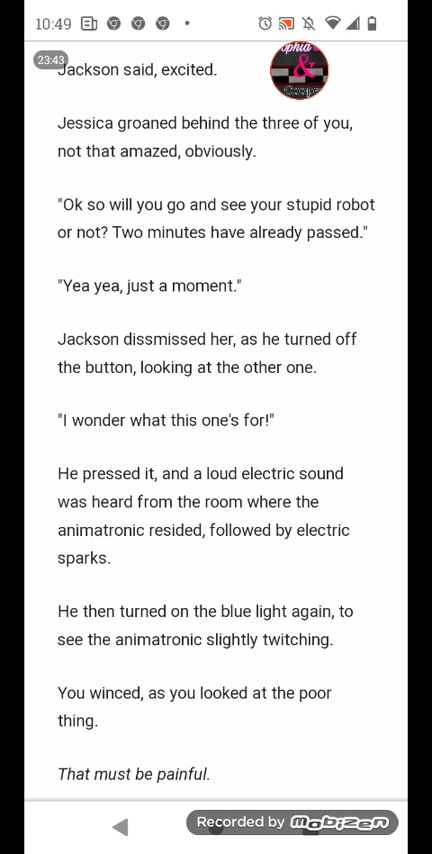 10:49
23:43
Jackson said, excited.
ophia
&
Coope
Jessica groaned behind the three of you,
not that amazed, obviously.
"Ok so will you go and see your stupid robot
or not? Two minutes have already passed."
"Yea yea, just a moment."
Jackson dissmissed her, as he turned off
the button, looking at the other one.
"I wonder what this one's for!"
He pressed it, and a loud electric sound
was heard from the room where the
animatronic resided, followed by electric
sparks.
He then turned on the blue light again, to
see the animatronic slightly twitching.
You winced, as you looked at the poor
thing.
That must be painful.
Recorded by mobizen